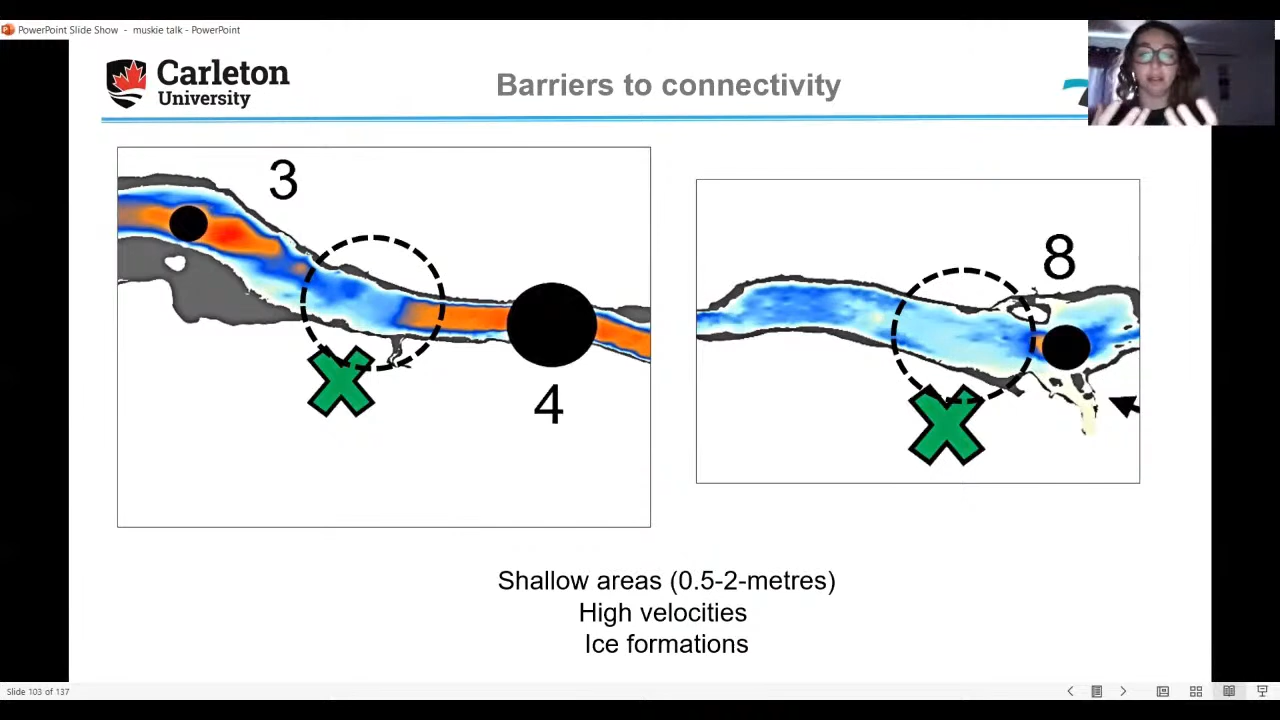 PowerPoint Slide Show - muskie talk - PowerPoint
Carleton
University
Barriers to connectivity
3
4
8
Shallow areas (0.5-2-metres)
High velocities
Ice formations
Slide 103 of 137